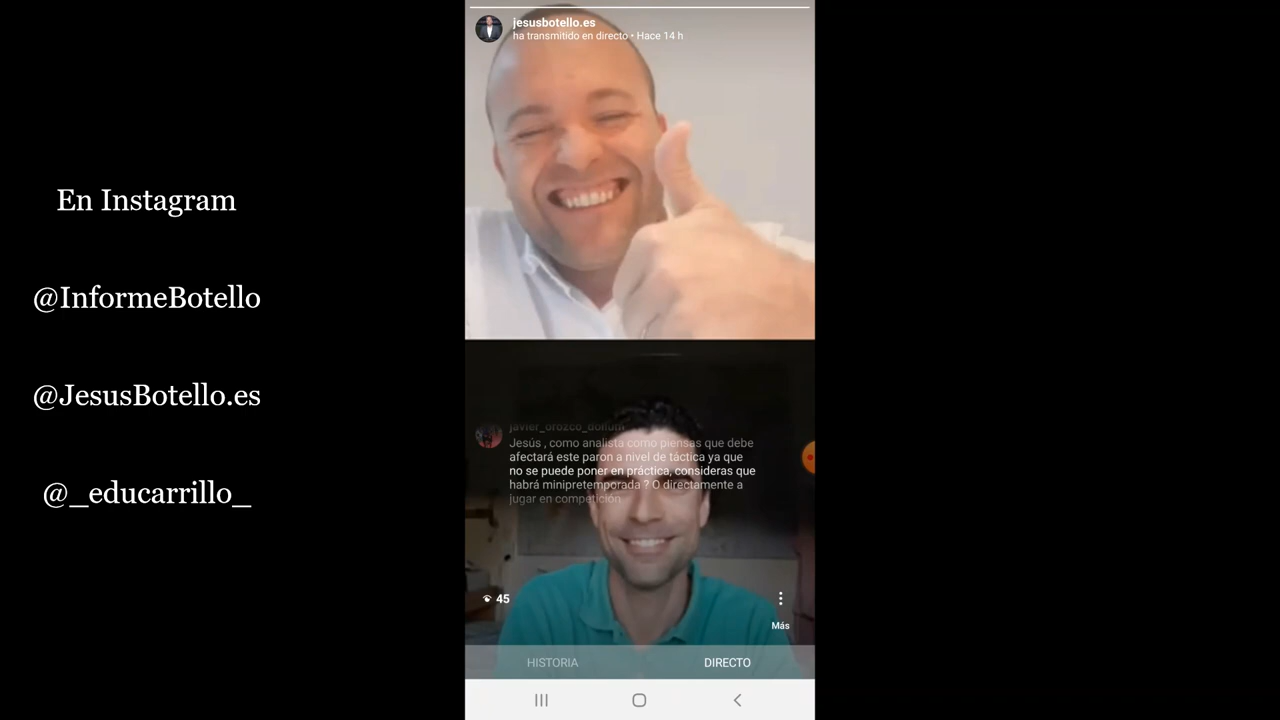 En Instagram
@InformeBotello
@JesusBotello.es
@_educarrillo_
jesusbotello.es
ha transmitido en directo • Hace 14 h
javier_orozco_
Jesús , como analista como piensas que debe
afectará este paron a nivel de táctica ya que
no se puede poner en práctica, consideras que
habrá minipretemporada ? O directamente a
jugar en competición
45
Más
HISTORIA
DIRECTO